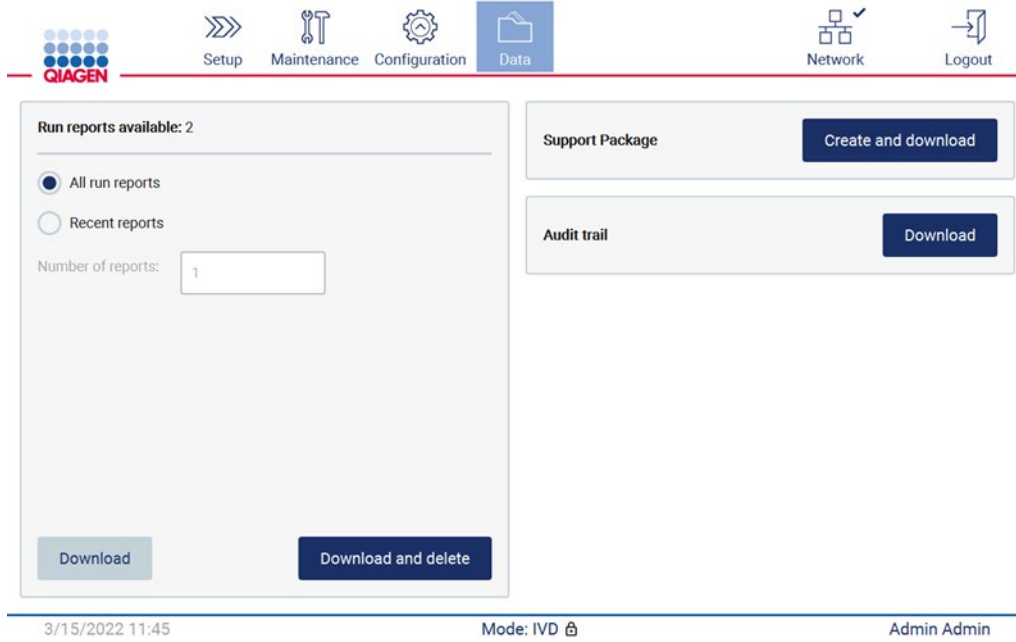 QIAGEN
Setup
Maintenance
Configuration
Data
Network
Logout
Run reports available: 2
All run reports
Recent reports
Number of reports: 1
Download
Download and delete
Support Package
Create and download
Audit trail
Download
3/15/2022 11:45
Mode: IVD
Admin Admin